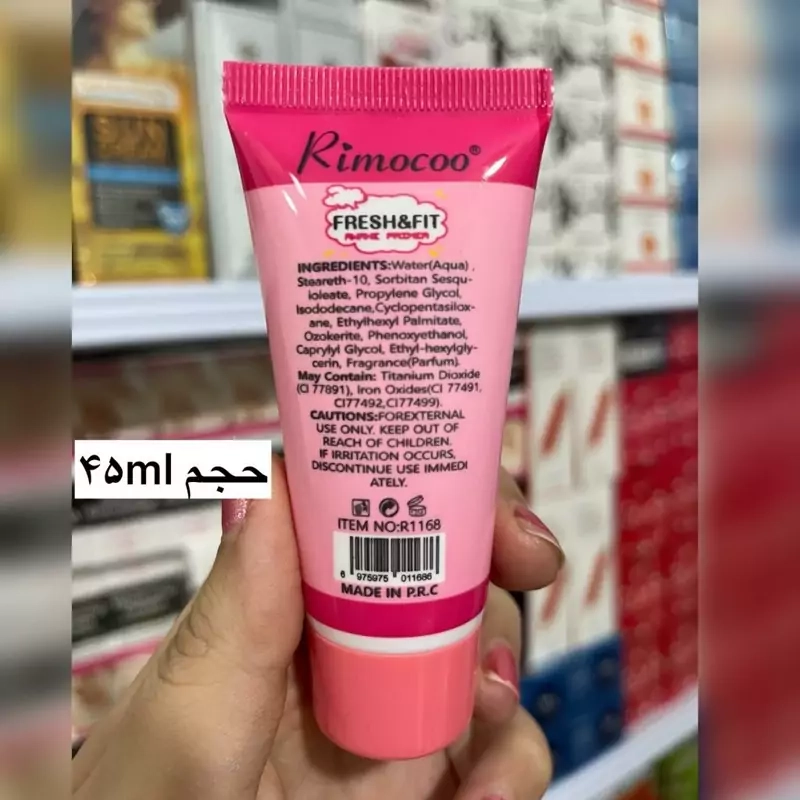 Rimocoo®
FRESH&FIT
AWAKE PRIMER
INGREDIENTS:Water(Aqua) ,
Steareth-10, Sorbitan Sesqu-
ioleate, Propylene Glycol,
Isododecane,Cyclopentasilox-
ane, Ethylhexyl Palmitate,
Ozokerite, Phenoxyethanol,
Caprylyl Glycol, Ethyl-hexylgly-
cerin, Fragrance(Parfum).
May Contain: Titanium Dioxide
(CI 77891), Iron Oxides(CI 77491,
CI77492,CI77499).
CAUTIONS:FOREXTERNAL
USE ONLY. KEEP OUT OF
REACH OF CHILDREN.
IF IRRITATION OCCURS,
DISCONTINUE USE IMMEDI
ATELY.
حجم ۴۵ml
ITEM NO:R1168
6 975975 011686
MADE IN P.R.C